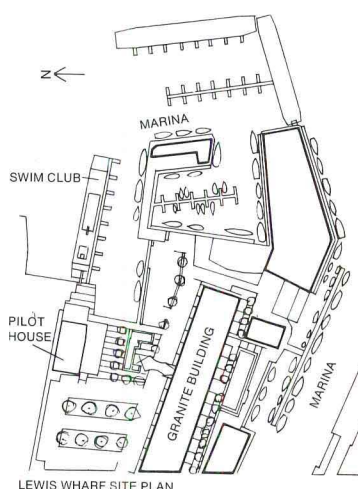 N
MARINA
SWIM CLUB
PILOT
HOUSE
GRANITE BUILDING
MARINA
LEWIS WHARF SITE PLAN